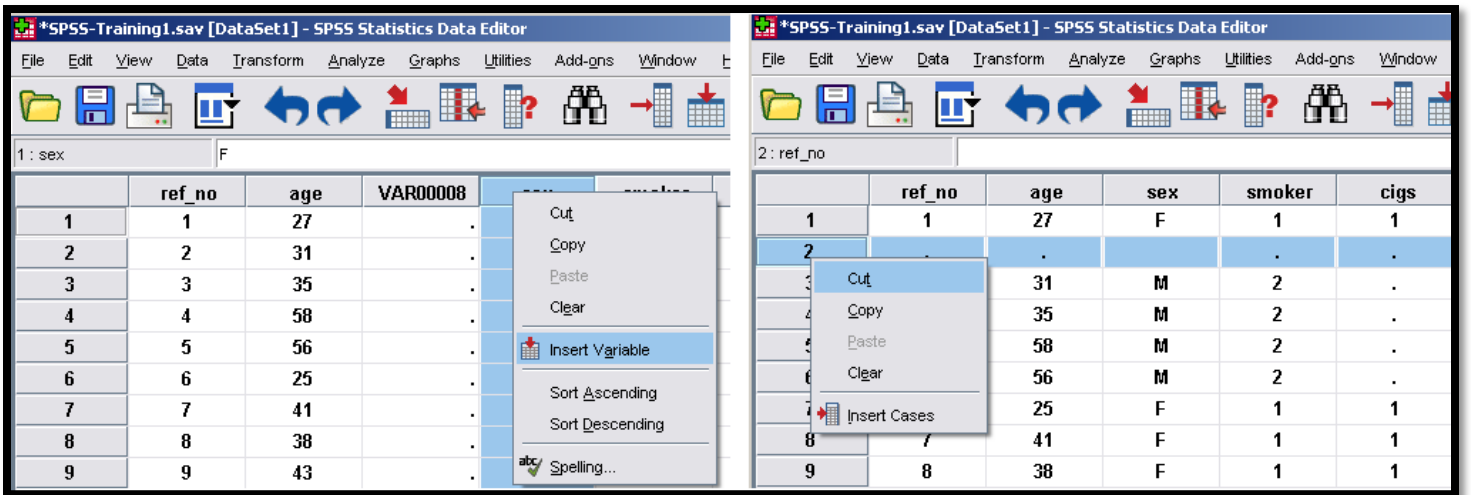 *SPSS-Training1.sav [DataSet1] - SPSS Statistics Data Editor
File Edit View Data Transform Analyze Graphs Utilities Add-ons Window
1 : sex F
ref_no age VAR00008
1 1 27 .
2 2 31 .
3 3 35 .
4 4 58 .
5 5 56 .
6 6 25 .
7 7 41 .
8 8 38 .
9 9 43 .
Cut
Copy
Paste
Clear
Insert Variable
Sort Ascending
Sort Descending
abc Spelling...
*SPSS-Training1.sav [DataSet1] - SPSS Statistics Data Editor
File Edit View Data Transform Analyze Graphs Utilities Add-ons Window
2 : ref_no
ref_no age sex smoker cigs
1 1 27 F 1 1
2 . . . .
31 M 2 .
35 M 2 .
58 M 2 .
56 M 2 .
25 F 1 1
8 7 41 F 1 1
9 8 38 F 1 1
Cut
Copy
Paste
Clear
Insert Cases